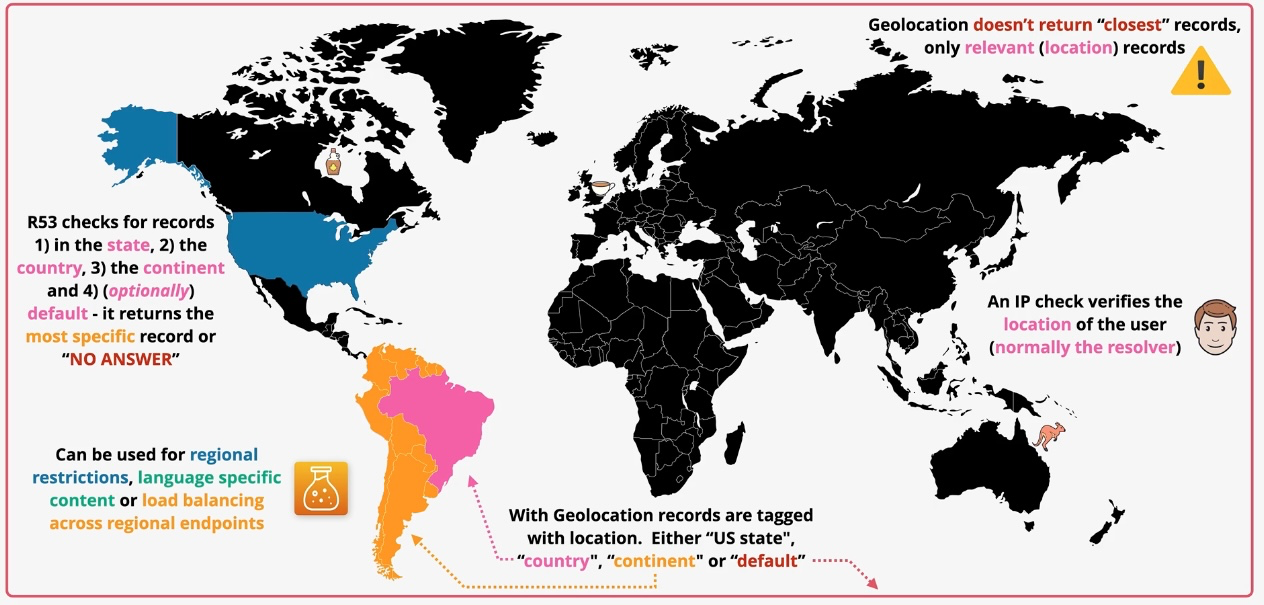 Geolocation doesn’t return “closest” records,
only relevant (location) records
R53 checks for records
1) in the state, 2) the
country, 3) the continent
and 4) (optionally)
default - it returns the
most specific record or
“NO ANSWER”
An IP check verifies the
location of the user
(normally the resolver)
Can be used for regional
restrictions, language specific
content or load balancing
across regional endpoints
With Geolocation records are tagged
with location.  Either “US state",
“country", “continent" or “default”